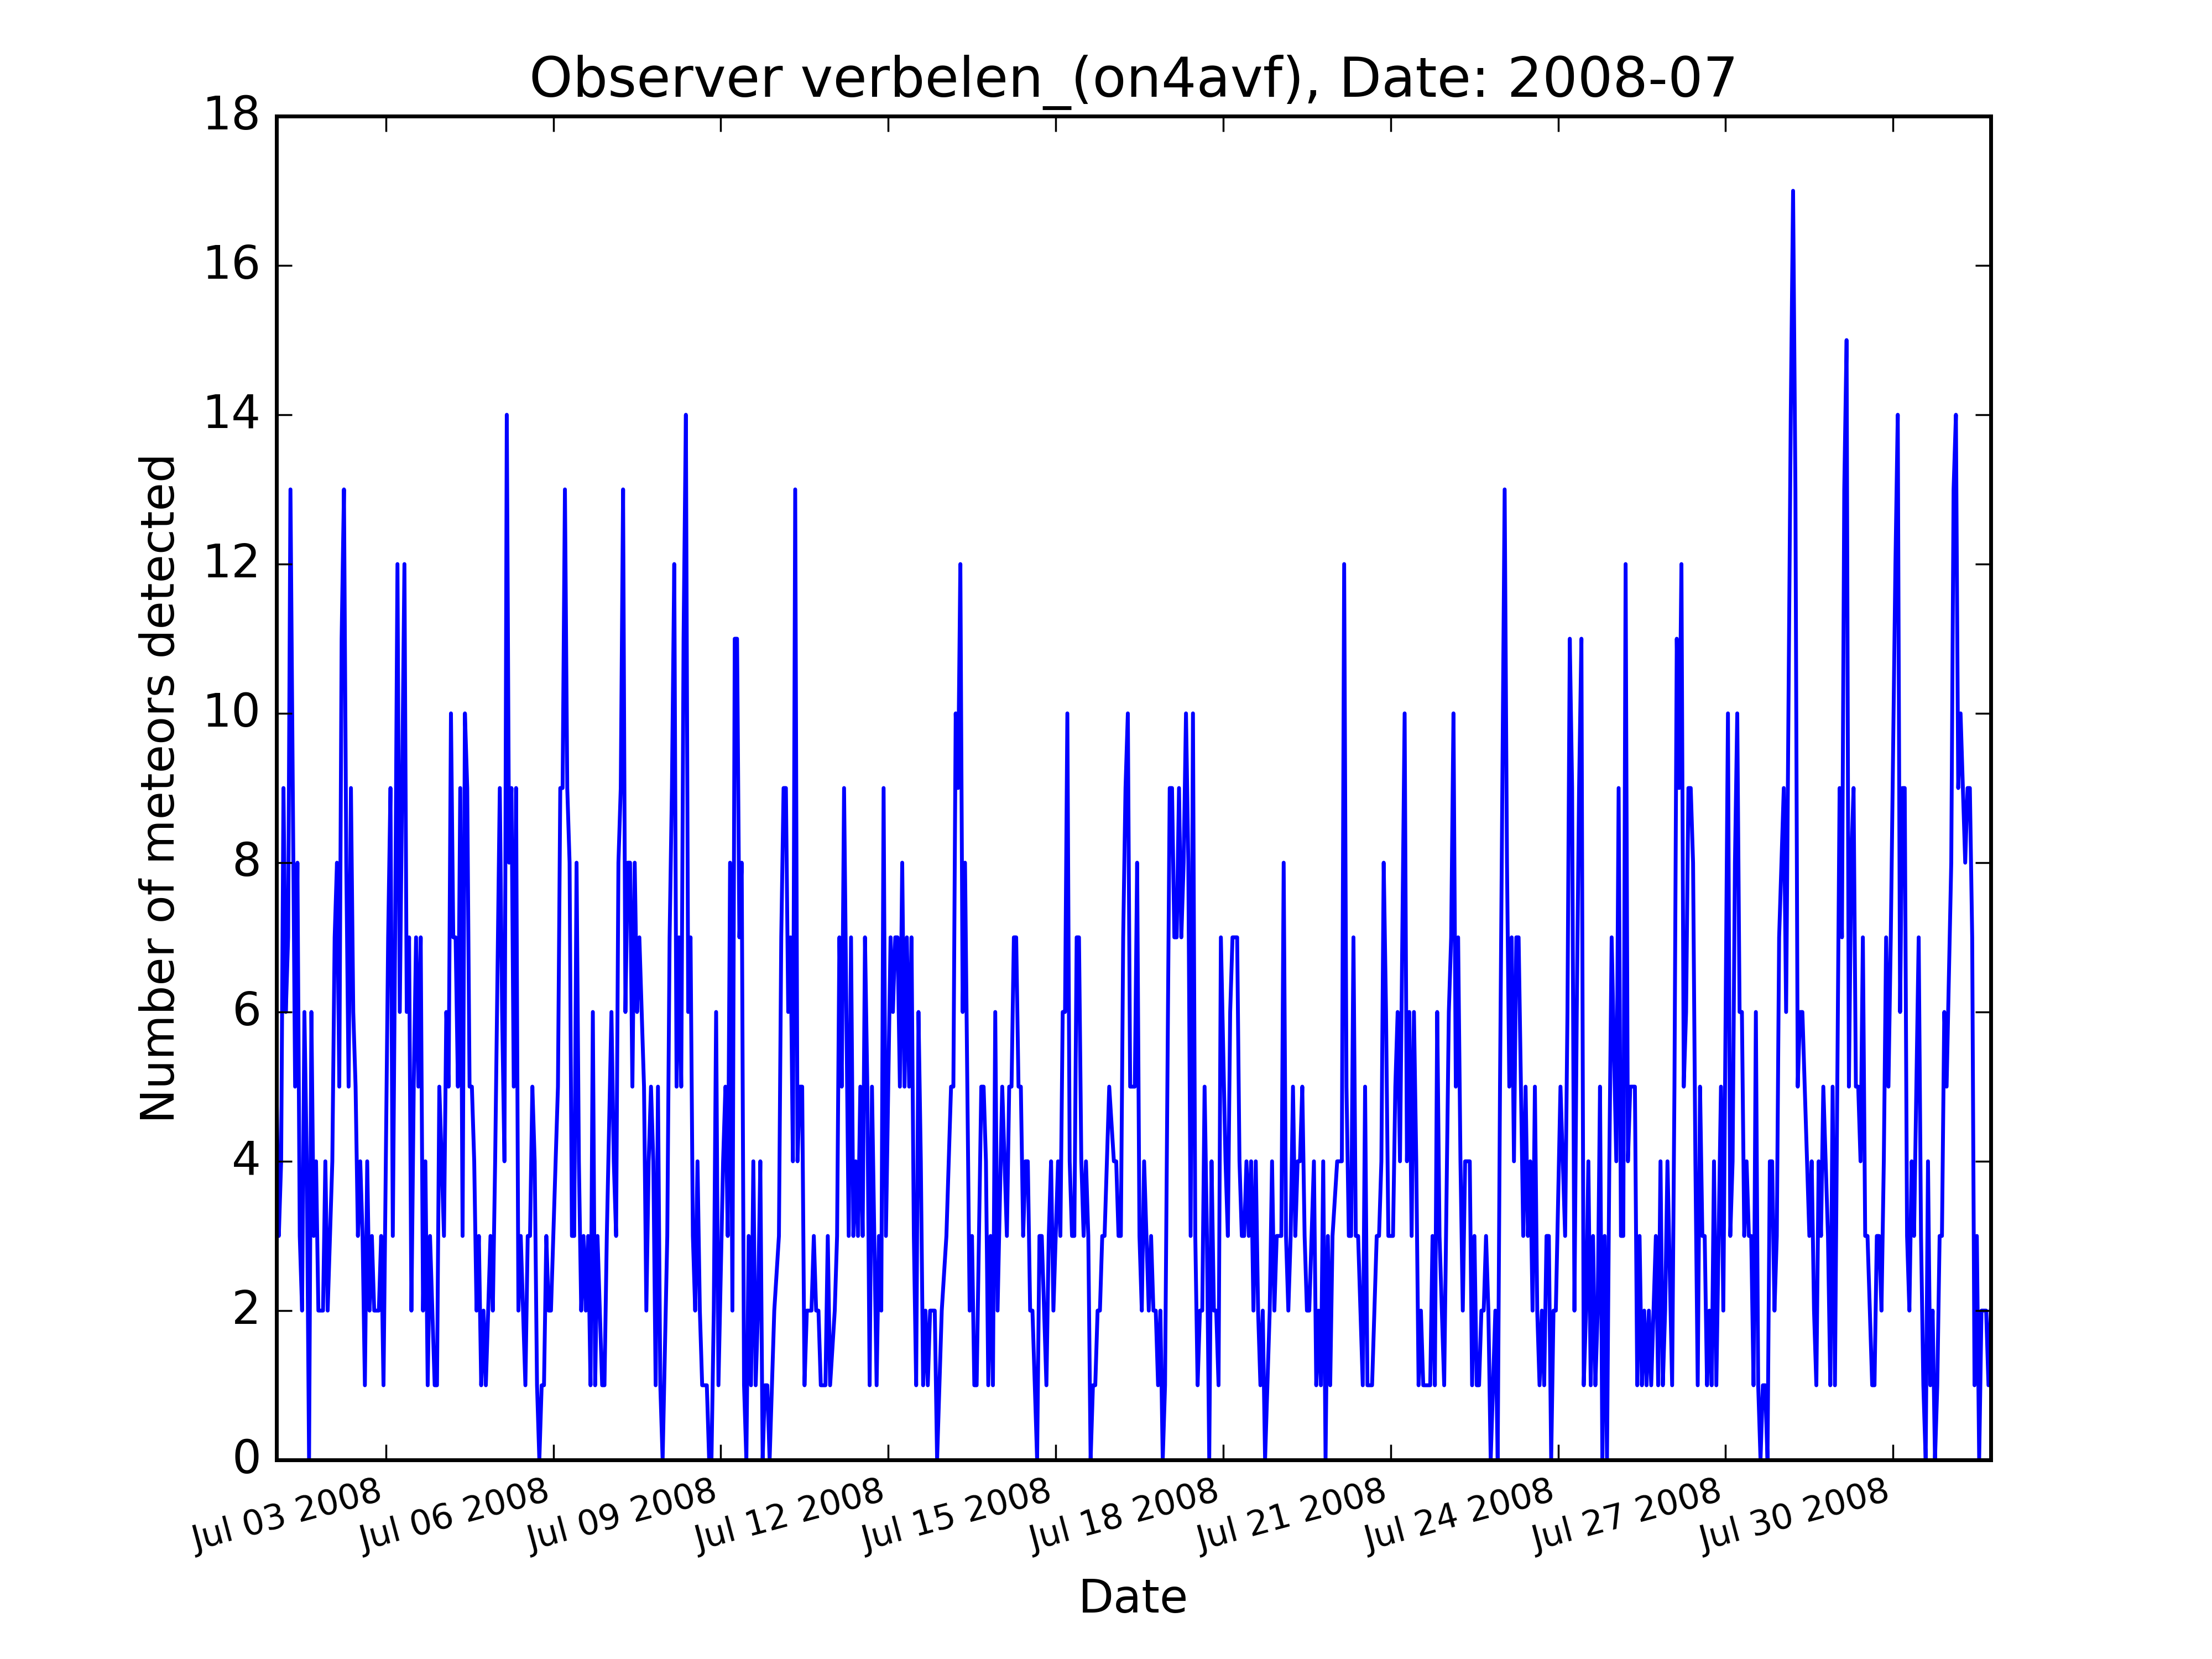 Observer verbelen_(on4avf), Date: 2008-07
18
16
14
12
10
8
6
4
2
0
Number of meteors detected
Jul 03 2008
Jul 06 2008
Jul 09 2008
Jul 12 2008
Jul 15 2008
Jul 18 2008
Jul 21 2008
Jul 24 2008
Jul 27 2008
Jul 30 2008
Date